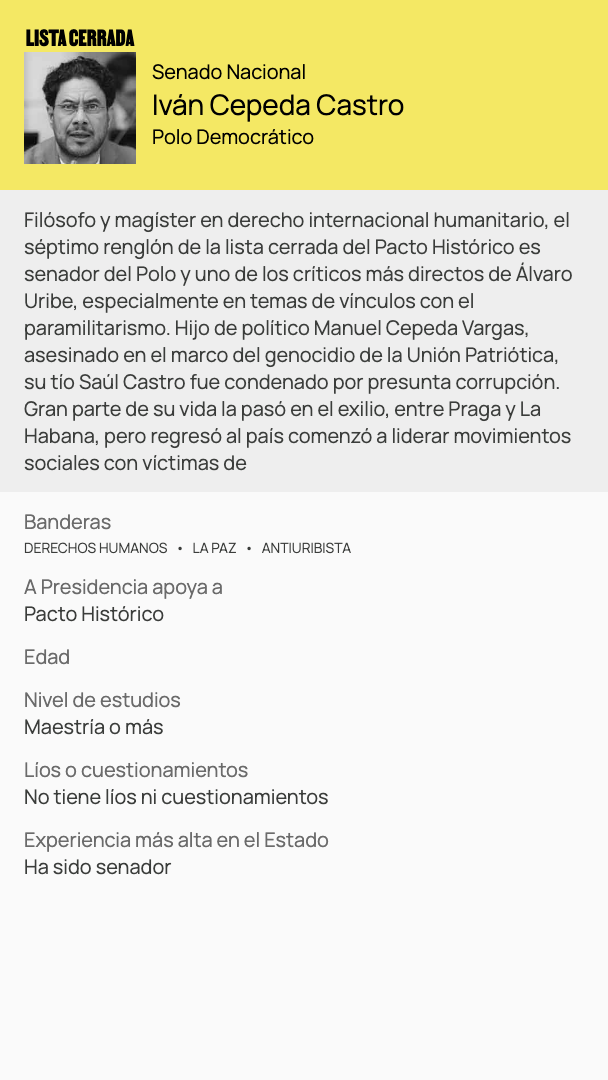 LISTA CERRADA
Senado Nacional
Iván Cepeda Castro
Polo Democrático
Filósofo y magíster en derecho internacional humanitario, el
séptimo renglón de la lista cerrada del Pacto Histórico es
senador del Polo y uno de los críticos más directos de Álvaro
Uribe, especialmente en temas de vínculos con el
paramilitarismo. Hijo de político Manuel Cepeda Vargas,
asesinado en el marco del genocidio de la Unión Patriótica,
su tío Saúl Castro fue condenado por presunta corrupción.
Gran parte de su vida la pasó en el exilio, entre Praga y La
Habana, pero regresó al país comenzó a liderar movimientos
sociales con víctimas de
Banderas
DERECHOS HUMANOS • LA PAZ • ANTIURIBISTA
A Presidencia apoya a
Pacto Histórico
Edad
Nivel de estudios
Maestría o más
Líos o cuestionamientos
No tiene líos ni cuestionamientos
Experiencia más alta en el Estado
Ha sido senador